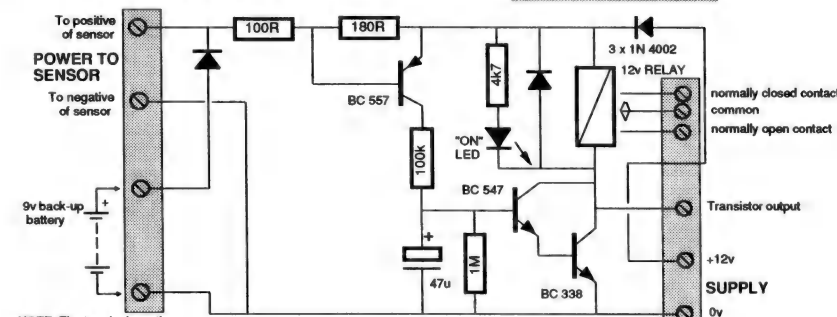 To positive
of sensor
POWER TO
SENSOR
To negative
of sensor
9v back-up
battery
+
100R
180R
BC 557
100k
+
47u
1M
4k7
"ON"
LED
BC 547
BC 338
3 x 1N 4002
12v RELAY
normally closed contact
common
normally open contact
Transistor output
+12v
SUPPLY
0v